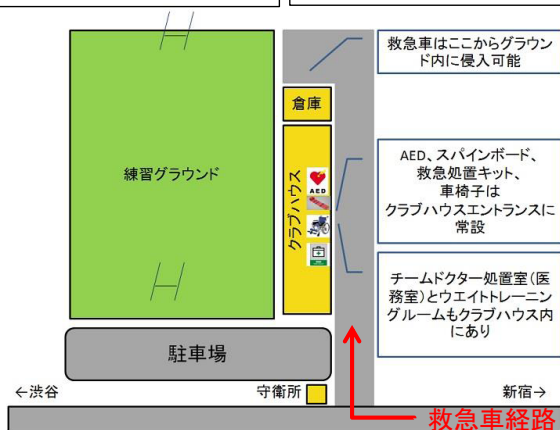 救急車はここからグラウン
ド内に侵入可能
倉庫
練習グラウンド
クラブハウス
AED
AED、スパインボード、
救急処置キット、
車椅子は
クラブハウスエントランスに
常設
チームドクター処置室(医
務室)とウエイトトレーニン
グルームもクラブハウス内
にあり
駐車場
←渋谷
守衛所
新宿→
救急車経路